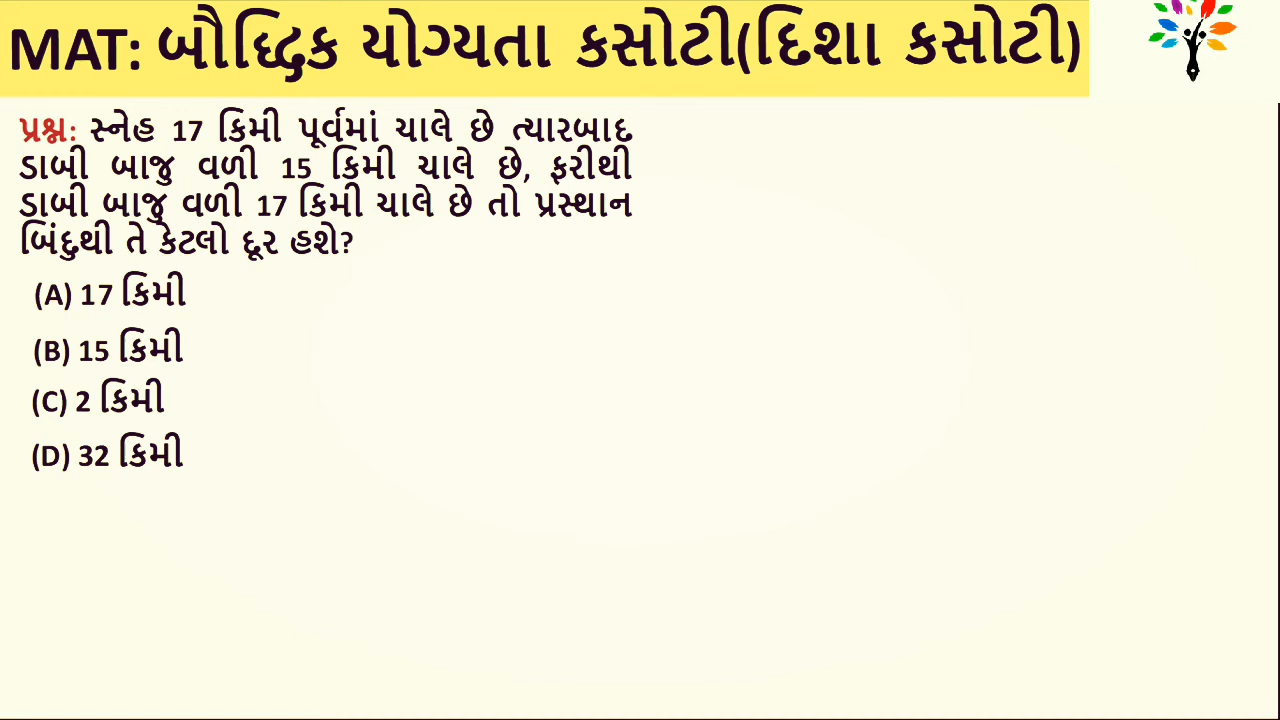 MAT: બૌધ્ધિક યોગ્યતા કસોટી(દિશા કસોટી)
પ્રશ્ન: સ્નેહ 17 કિમી પૂર્વમાં ચાલે છે ત્યારબાદ
ડાબી બાજુ વળી 15 કિમી ચાલે છે, ફરીથી
ડાબી બાજુ વળી 17 કિમી ચાલે છે તો પ્રસ્થાન
બિંદુથી તે કેટલો દૂર હશે?
(A) 17 કિમી
(B) 15 કિમી
(C) 2 કિમી
(D) 32 કિમી